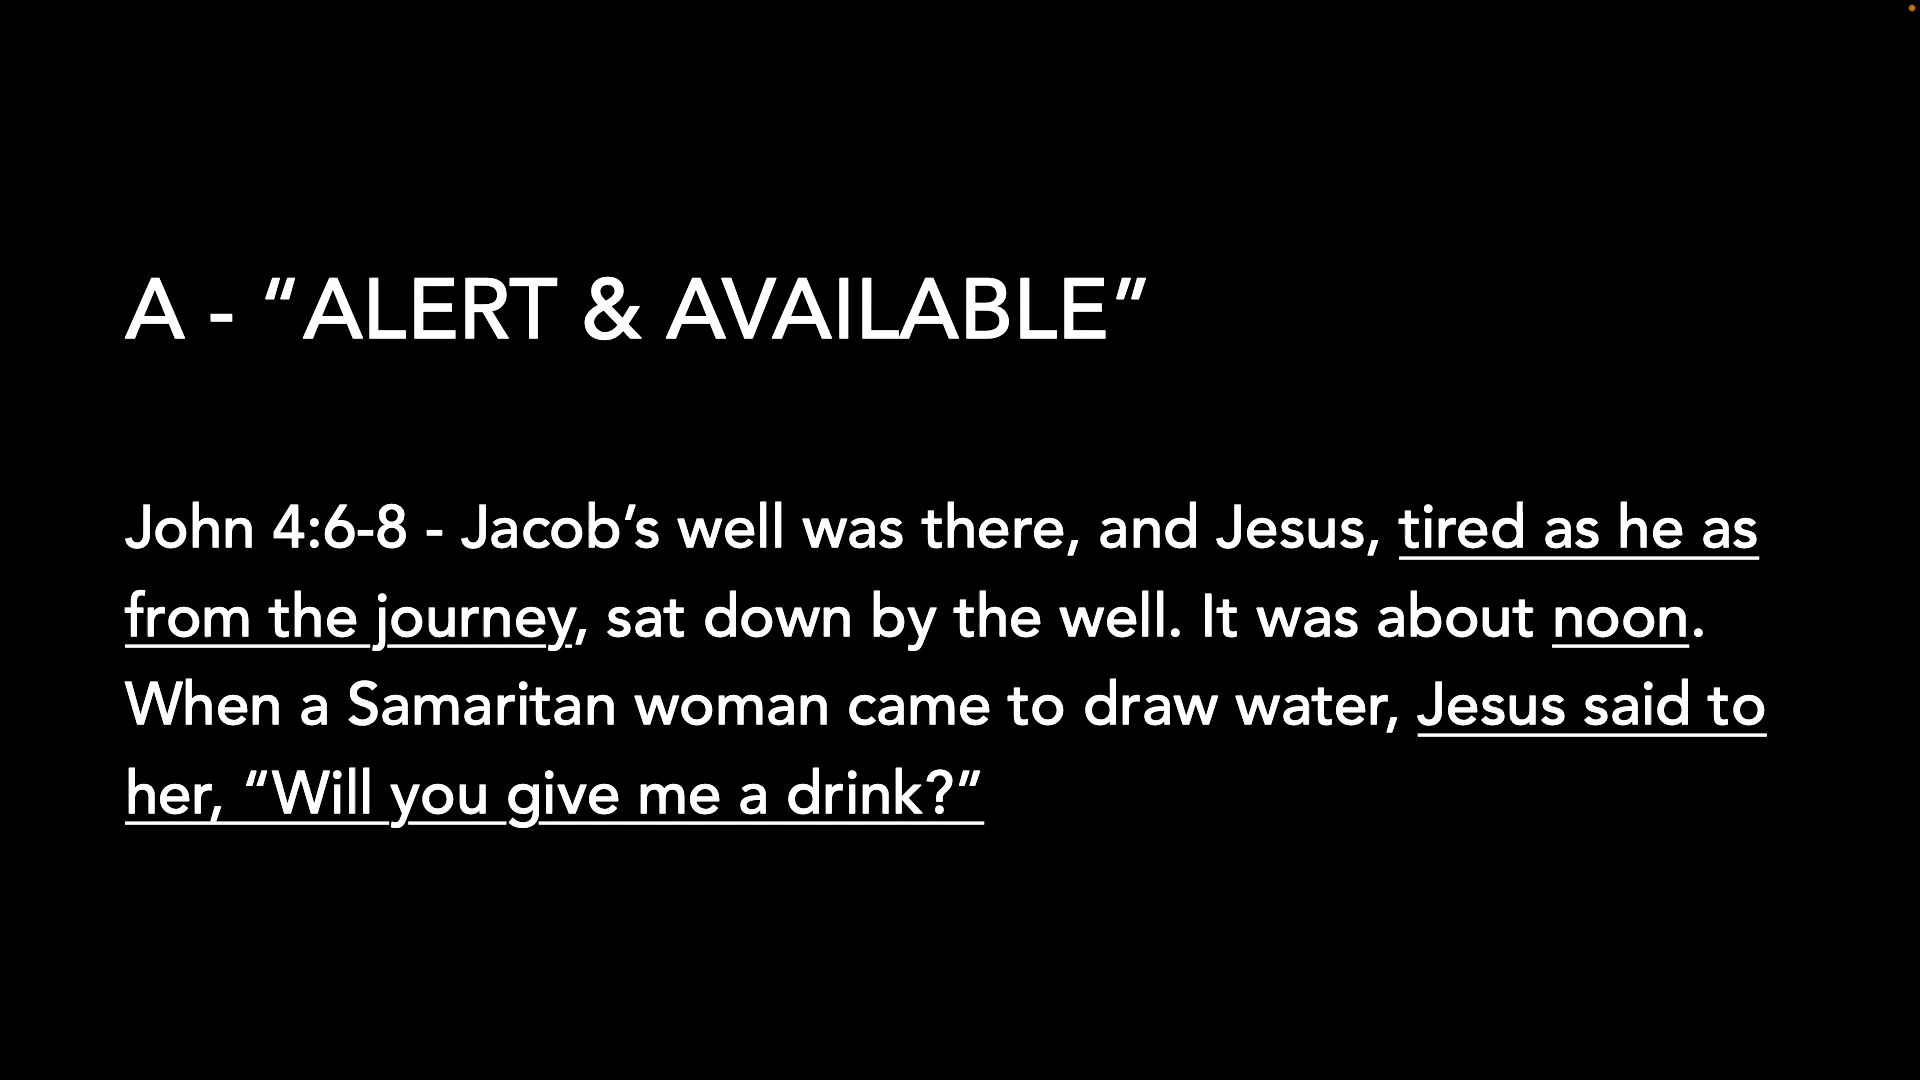 A - “ALERT & AVAILABLE”
John 4:6-8 - Jacob’s well was there, and Jesus, tired as he as
from the journey, sat down by the well. It was about noon.
When a Samaritan woman came to draw water, Jesus said to
her, “Will you give me a drink?”